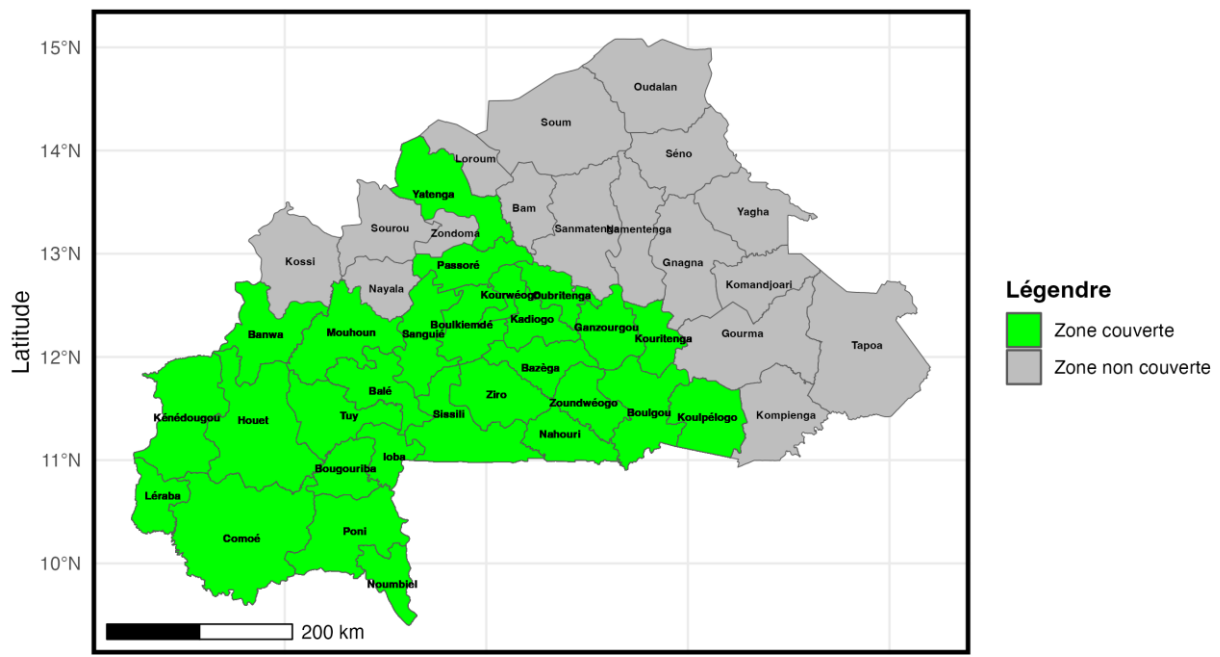 15°N
14°N
13°N
12°N
11°N
10°N
Latitude
Oudalan
Soum
Séno
Loroum
Yatenga
Bam
Yagha
Sourou
Zondoma
Sanmatenga
Namentenga
Kossi
Passoré
Gnagna
Nayala
Komandjoari
Kourwéogo
Oubritenga
Banwa
Mouhoun
Sanguié
Boulkiemdé
Kadiogo
Ganzourgou
Kouritenga
Gourma
Tapoa
Bazèga
Balé
Ziro
Zoundwéogo
Kénédougou
Houet
Tuy
Sissili
Boulgou
Koulpélogo
Kompienga
Nahouri
Ioba
Bougouriba
Léraba
Comoé
Poni
Noumbiel
200 km
Légendre
Zone couverte
Zone non couverte